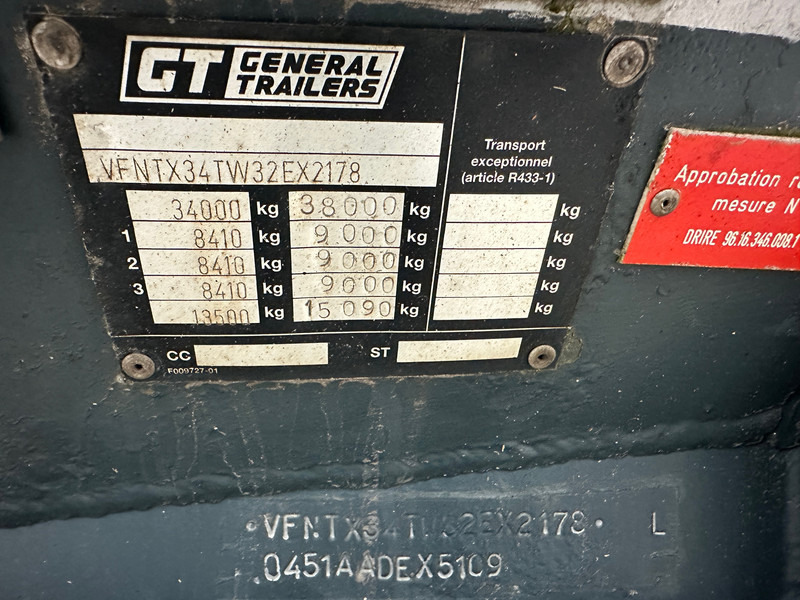 GT GENERAL TRAILERS
VFNTX34TW32EX2178
Transport
exceptionnel
(article R433-1)
34000 kg 38000 kg kg
1 8410 kg 9000 kg kg
2 8410 kg 9000 kg kg
3 8410 kg 9000 kg kg
13500 kg 15090 kg kg
CC ST
F009727-01
Approbation
mesure N
DRIRE 96.16.346.008.1
•VFNTX34TW32EX2178• L
0451AADEX5109